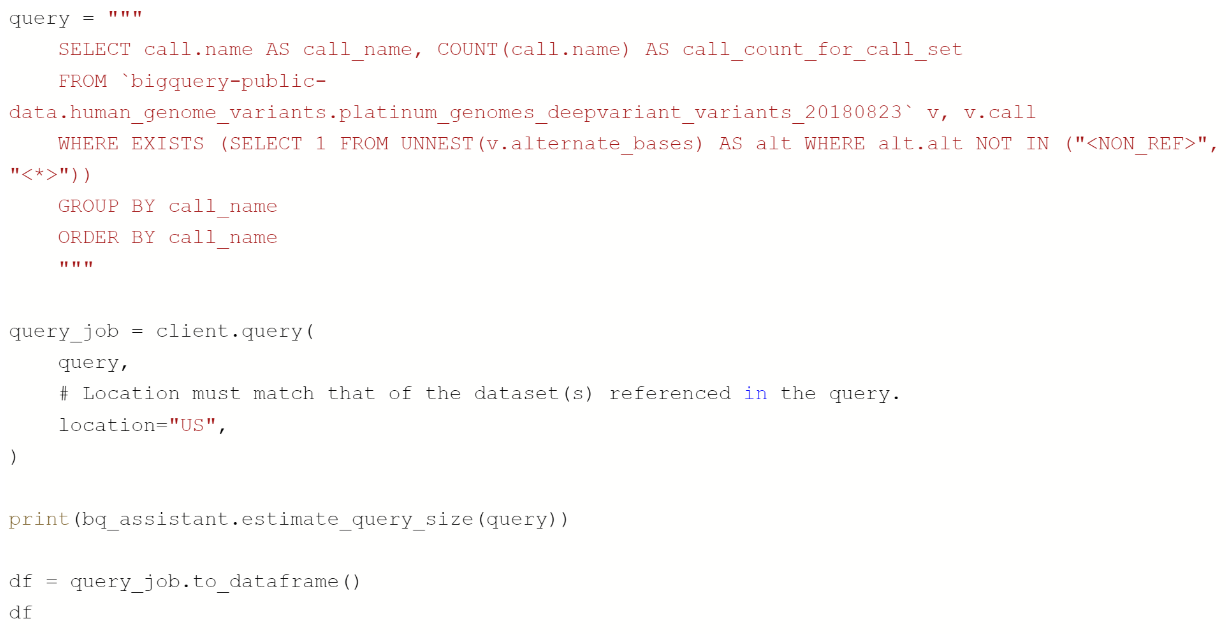 query = """
    SELECT call.name AS call_name, COUNT(call.name) AS call_count_for_call_set
    FROM `bigquery-public-
data.human_genome_variants.platinum_genomes_deepvariant_variants_20180823` v, v.call
    WHERE EXISTS (SELECT 1 FROM UNNEST(v.alternate_bases) AS alt WHERE alt.alt NOT IN ("<NON_REF>",
"<*>"))
    GROUP BY call_name
    ORDER BY call_name
    """

query_job = client.query(
    query,
    # Location must match that of the dataset(s) referenced in the query.
    location="US",
)

print(bq_assistant.estimate_query_size(query))

df = query_job.to_dataframe()
df